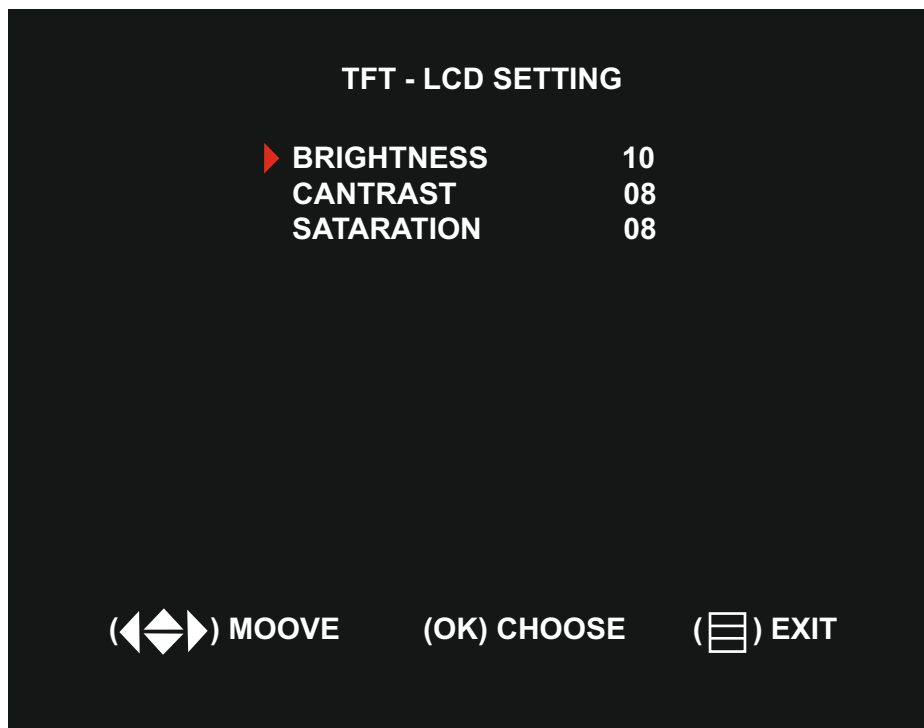 TFT - LCD SETTING
BRIGHTNESS 10
CANTRAST 08
SATARATION 08
() MOOVE (OK) CHOOSE () EXIT